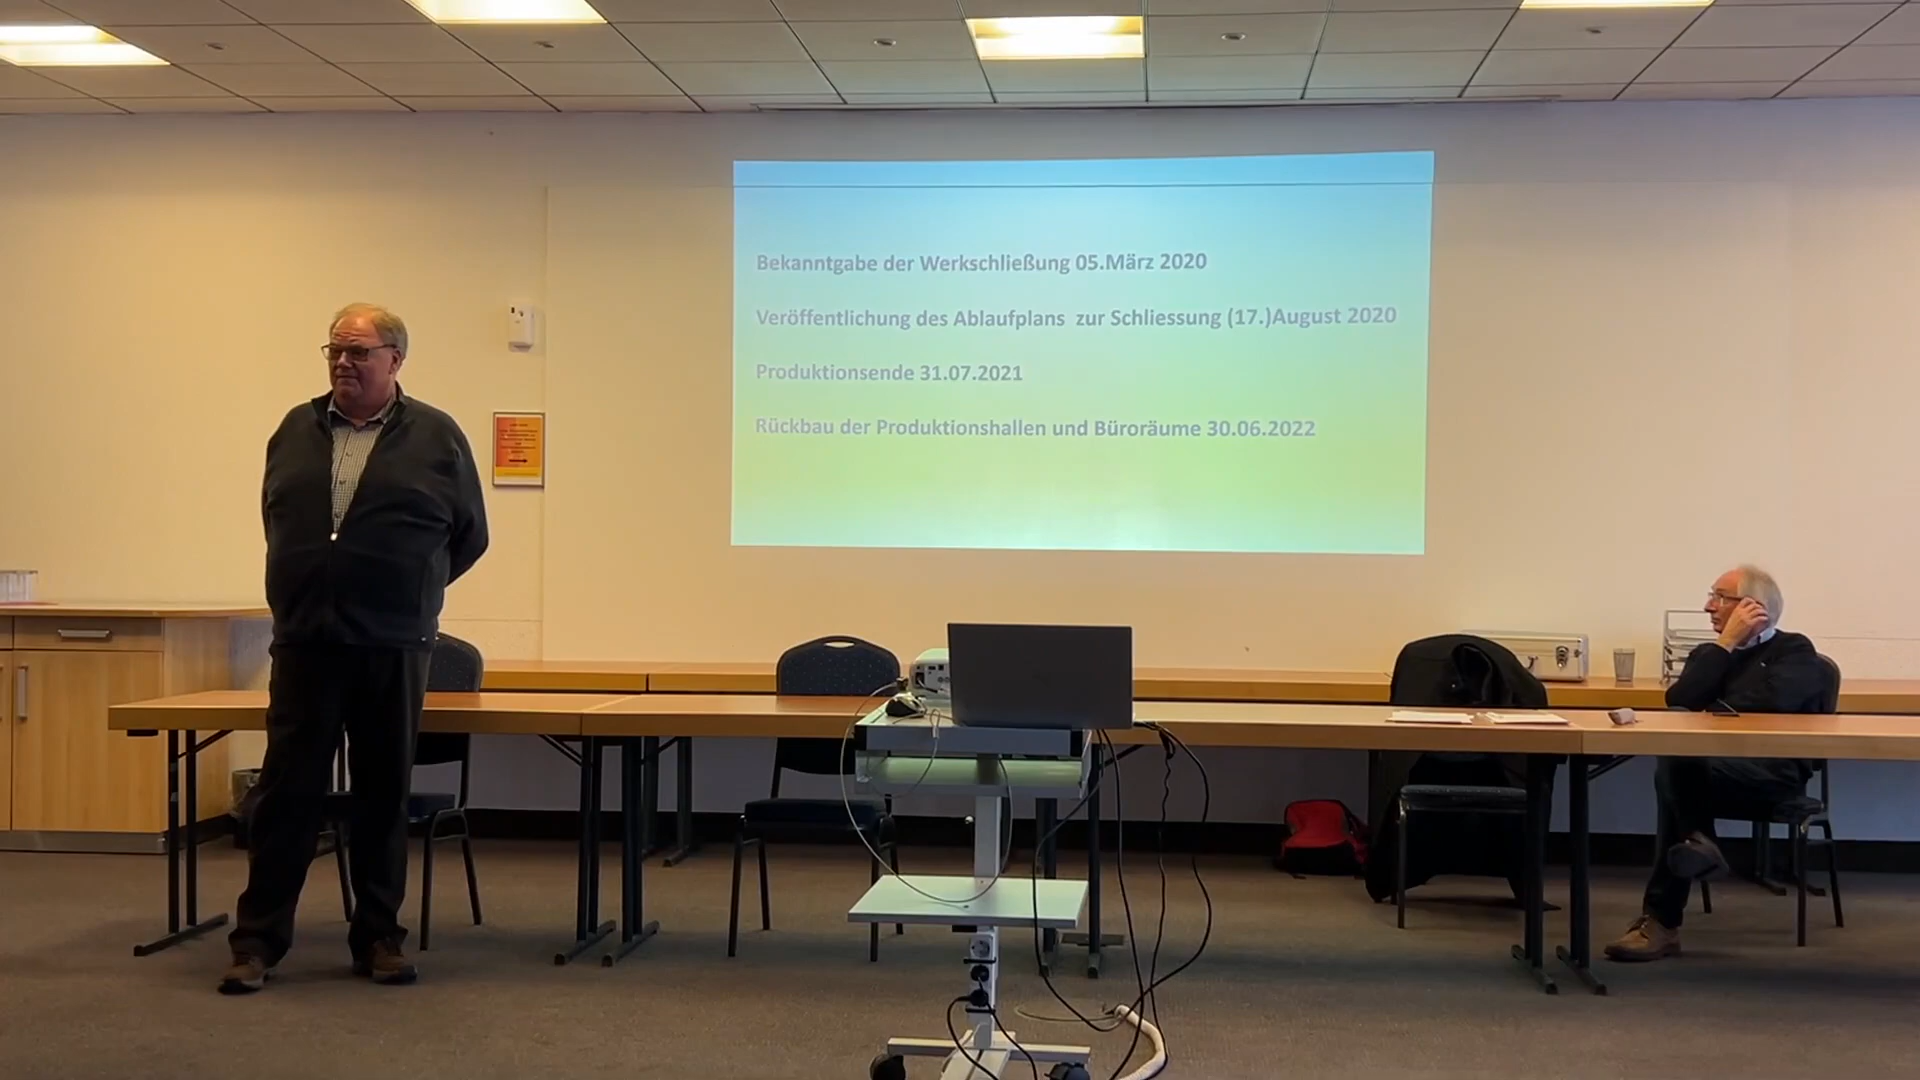 Bekanntgabe der Werkschließung 05.März 2020
Veröffentlichung des Ablaufplans zur Schliessung (17.)August 2020
Produktionsende 31.07.2021
Rückbau der Produktionshallen und Büroräume 30.06.2022